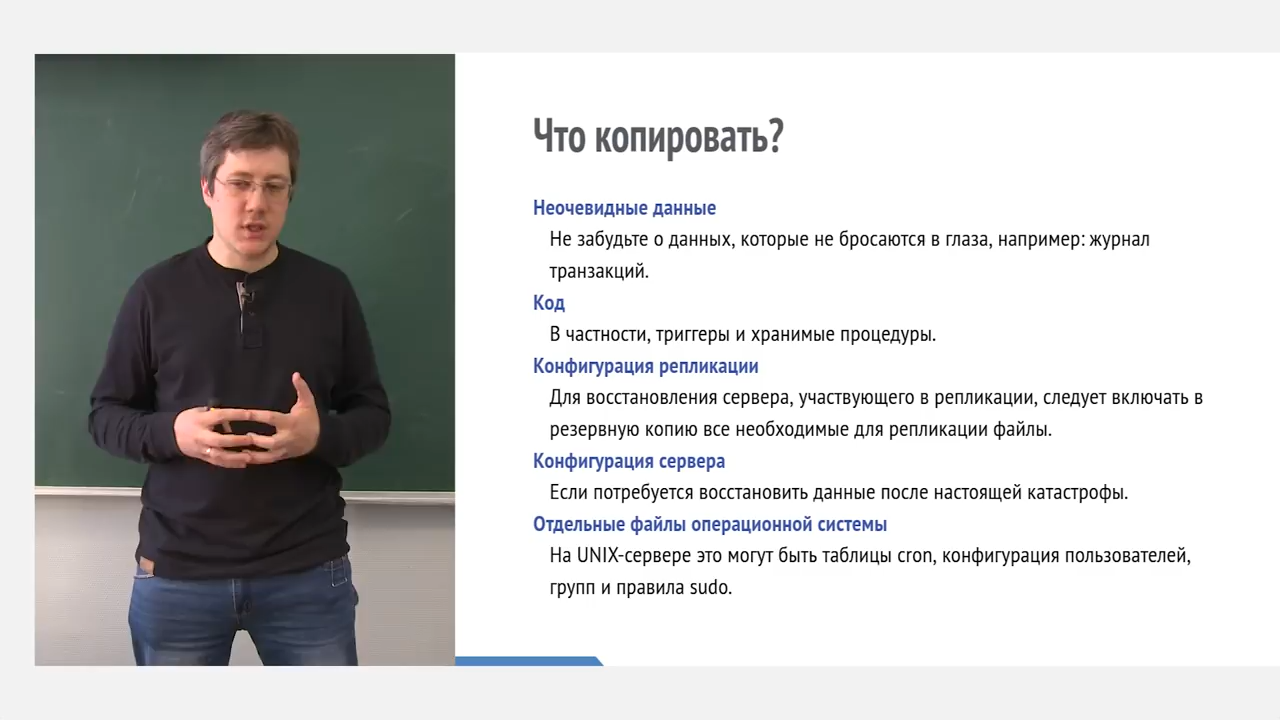 Что копировать?
Неочевидные данные
Не забудьте о данных, которые не бросаются в глаза, например: журнал
транзакций.
Код
В частности, триггеры и хранимые процедуры.
Конфигурация репликации
Для восстановления сервера, участвующего в репликации, следует включать в
резервную копию все необходимые для репликации файлы.
Конфигурация сервера
Если потребуется восстановить данные после настоящей катастрофы.
Отдельные файлы операционной системы
На UNIX-сервере это могут быть таблицы cron, конфигурация пользователей,
групп и правила sudo.